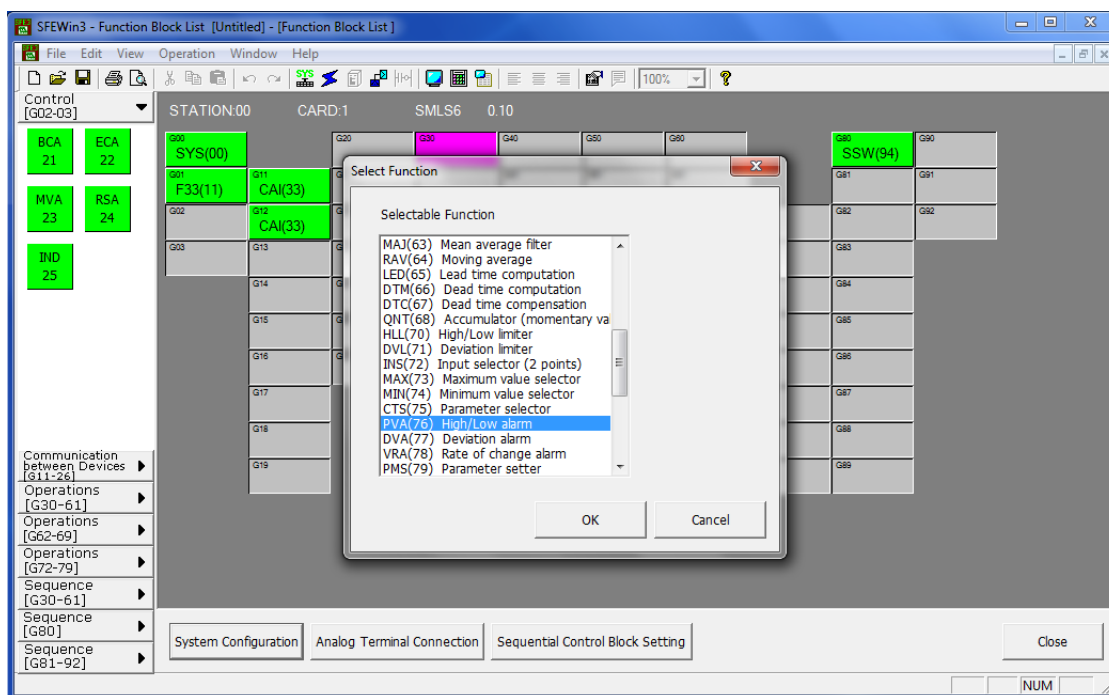 SFEWin3 - Function Block List [Untitled] - [Function Block List ]
File Edit View Operation Window Help
SYS
100%
Control
[G02-03]
STATION:00 CARD:1 SMLS6 0.10
BCA
21
ECA
22
MVA
23
RSA
24
IND
25
G00
SYS(00)
G20
G30
G40
G50
G60
G80
SSW(94)
G90
G01
F33(11)
G11
CAI(33)
G81
G91
G02
G12
CAI(33)
G82
G92
G03
G13
G83
G14
G84
G15
G85
G16
G86
G17
G87
G18
G88
G19
G89
Select Function
Selectable Function
MAJ(63) Mean average filter
RAV(64) Moving average
LED(65) Lead time computation
DTM(66) Dead time computation
DTC(67) Dead time compensation
QNT(68) Accumulator (momentary va
HLL(70) High/Low limiter
DVL(71) Deviation limiter
INS(72) Input selector (2 points)
MAX(73) Maximum value selector
MIN(74) Minimum value selector
CTS(75) Parameter selector
PVA(76) High/Low alarm
DVA(77) Deviation alarm
VRA(78) Rate of change alarm
PMS(79) Parameter setter
OK Cancel
Communication
between Devices
[G11-26]
Operations
[G30-61]
Operations
[G62-69]
Operations
[G72-79]
Sequence
[G30-61]
Sequence
[G80]
Sequence
[G81-92]
System Configuration Analog Terminal Connection Sequential Control Block Setting Close
NUM